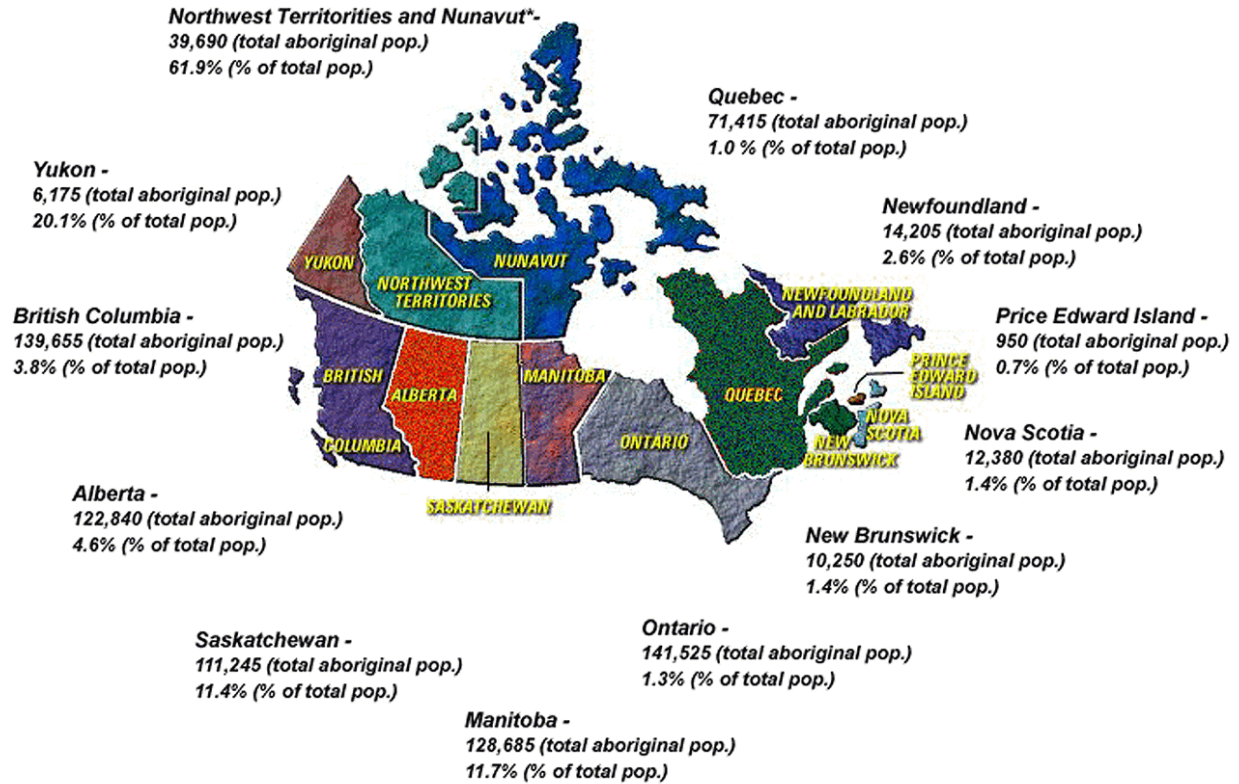 Northwest Territories and Nunavut*-
39,690 (total aboriginal pop.)
61.9% (% of total pop.)
Quebec -
71,415 (total aboriginal pop.)
1.0 % (% of total pop.)
Yukon -
6,175 (total aboriginal pop.)
20.1% (% of total pop.)
Newfoundland -
14,205 (total aboriginal pop.)
2.6% (% of total pop.)
British Columbia -
139,655 (total aboriginal pop.)
3.8% (% of total pop.)
Price Edward Island -
950 (total aboriginal pop.)
0.7% (% of total pop.)
YUKON
NORTHWEST
TERRITORIES
NUNAVUT
NEWFOUNDLAND
AND LABRADOR
PRINCE
EDWARD
ISLAND
BRITISH
COLUMBIA
ALBERTA
SASKATCHEWAN
MANITOBA
ONTARIO
QUEBEC
NOVA
SCOTIA
NEW
BRUNSWICK
Nova Scotia -
12,380 (total aboriginal pop.)
1.4% (% of total pop.)
Alberta -
122,840 (total aboriginal pop.)
4.6% (% of total pop.)
New Brunswick -
10,250 (total aboriginal pop.)
1.4% (% of total pop.)
Saskatchewan -
111,245 (total aboriginal pop.)
11.4% (% of total pop.)
Ontario -
141,525 (total aboriginal pop.)
1.3% (% of total pop.)
Manitoba -
128,685 (total aboriginal pop.)
11.7% (% of total pop.)